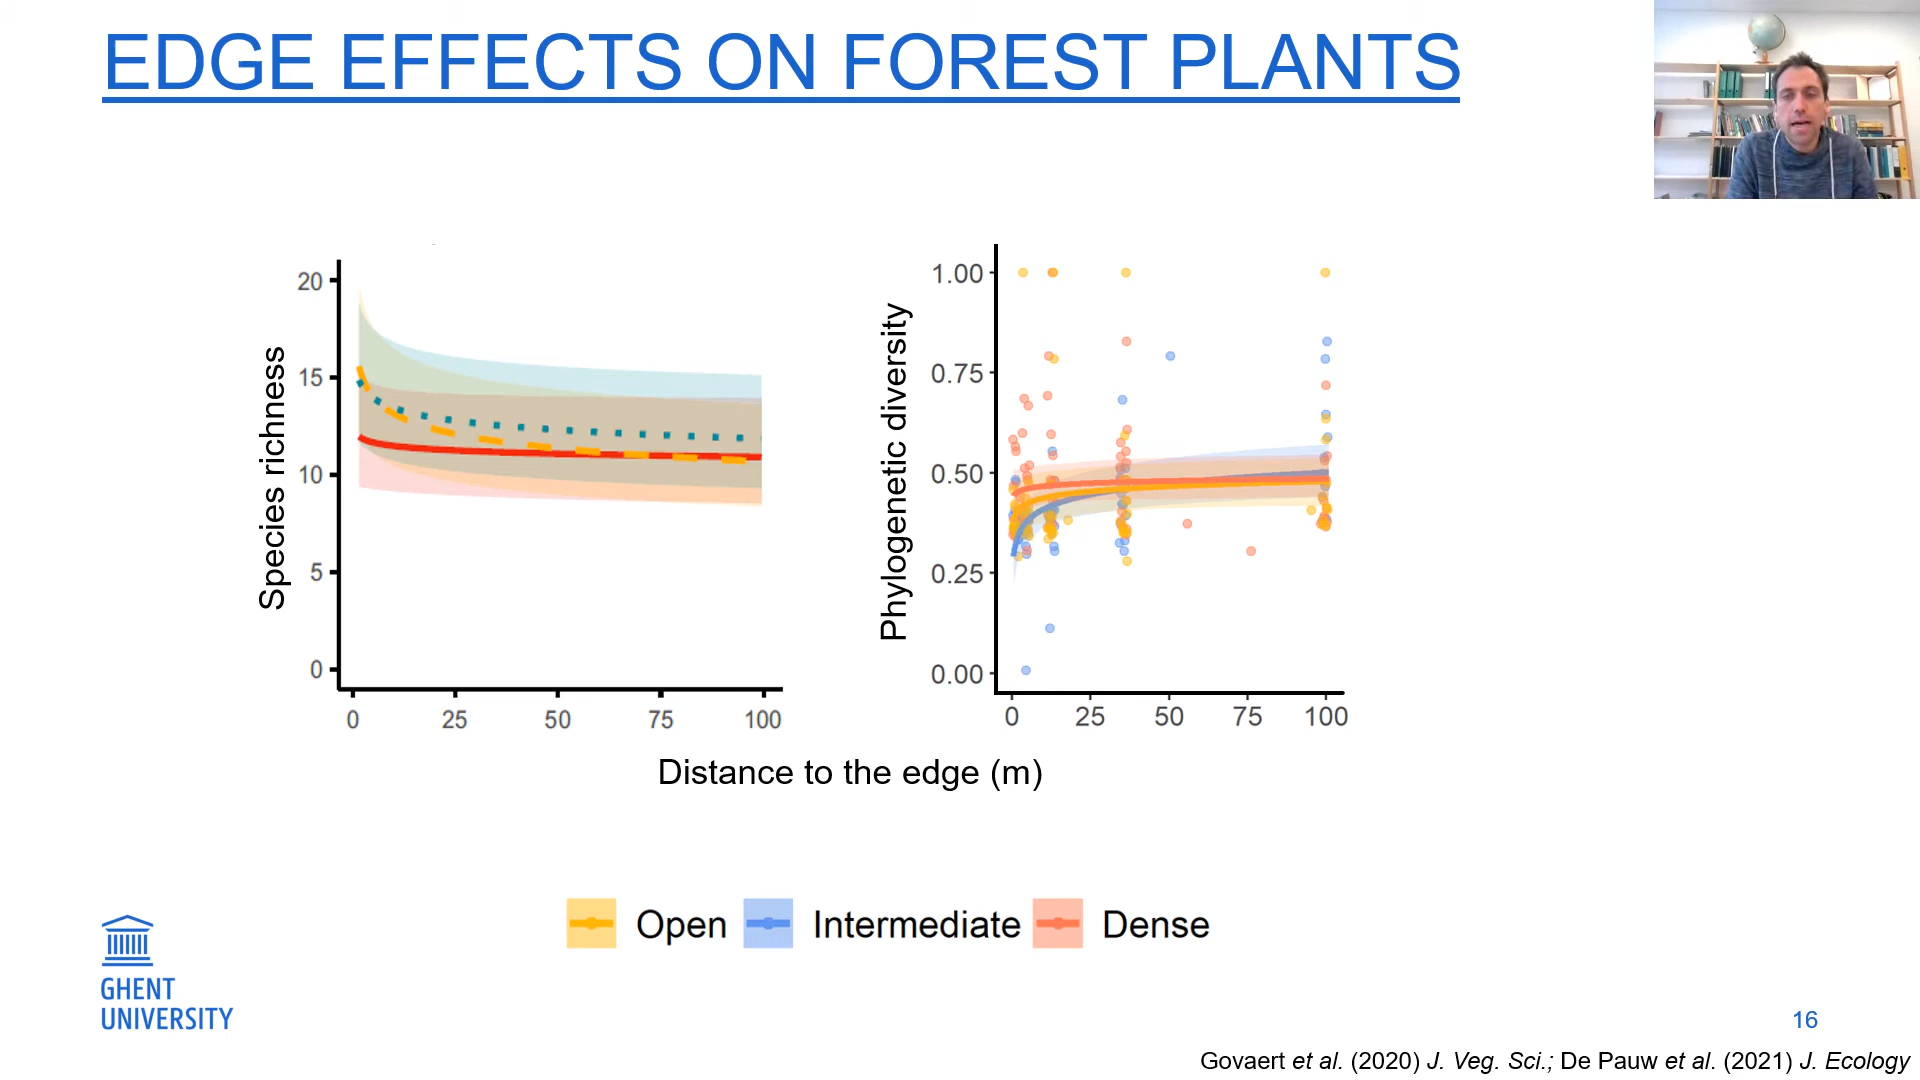 EDGE EFFECTS ON FOREST PLANTS
Species richness
20
15
10
5
0
0 25 50 75 100
Phylogenetic diversity
1.00
0.75
0.50
0.25
0.00
0 25 50 75 100
Distance to the edge (m)
Open Intermediate Dense
GHENT
UNIVERSITY
16
Govaert et al. (2020) J. Veg. Sci.; De Pauw et al. (2021) J. Ecology